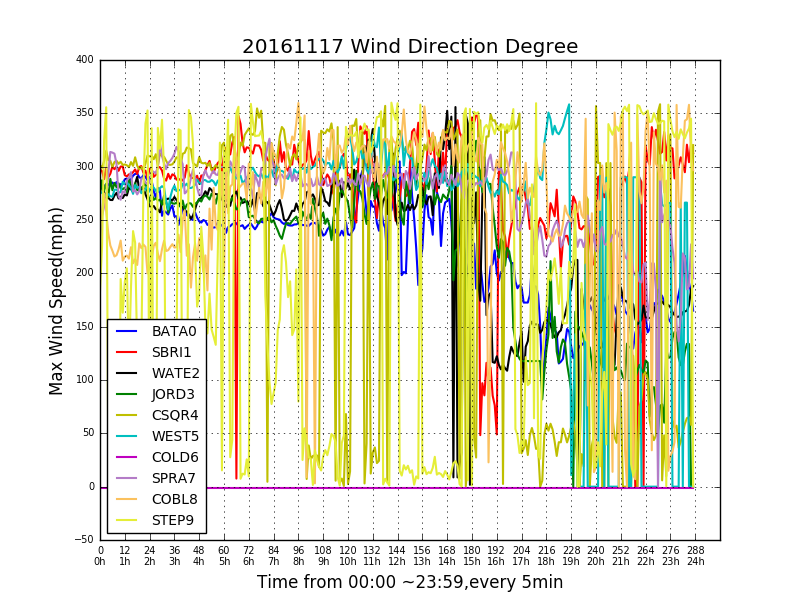 20161117 Wind Direction Degree
400
350
300
250
200
150
100
50
0
−50
Max Wind Speed(mph)
BATA0
SBRI1
WATE2
JORD3
CSQR4
WEST5
COLD6
SPRA7
COBL8
STEP9
0 12 24 36 48 60 72 84 96 108 120 132 144 156 168 180 192 204 216 228 240 252 264 276 288
0h 1h 2h 3h 4h 5h 6h 7h 8h 9h 10h 11h 12h 13h 14h 15h 16h 17h 18h 19h 20h 21h 22h 23h 24h
Time from 00:00 ~23:59,every 5min